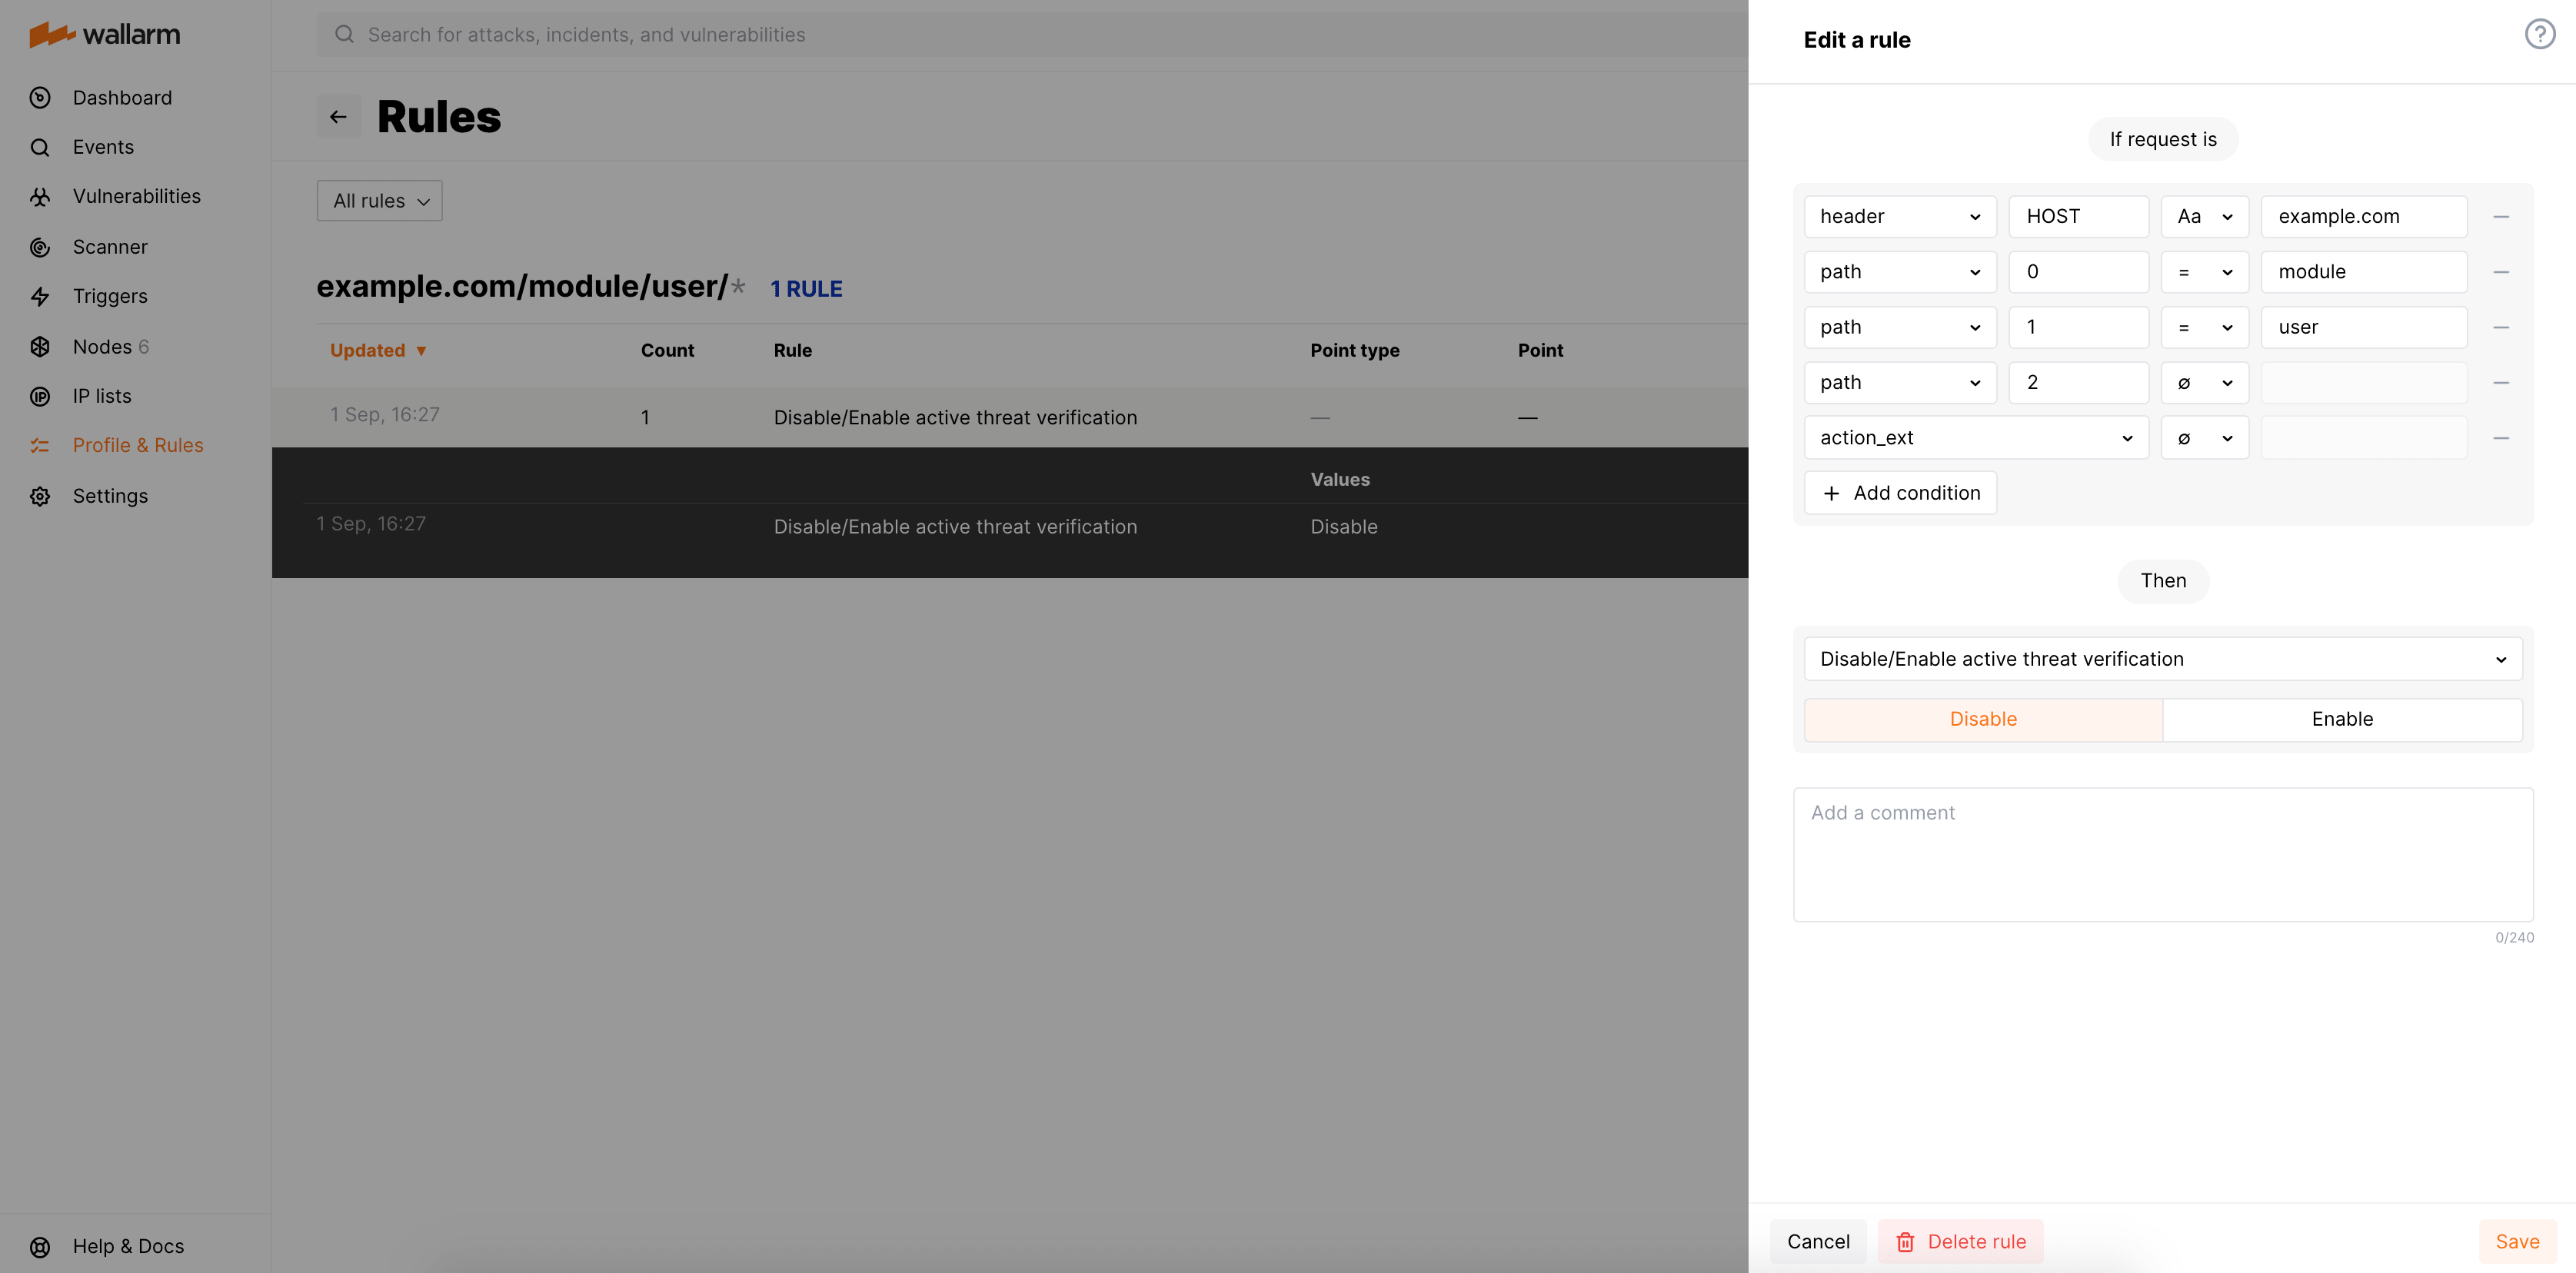 wallarm
Dashboard
Events
Vulnerabilities
Scanner
Triggers
Nodes 6
IP lists
Profile & Rules
Settings
Help & Docs
Search for attacks, incidents, and vulnerabilities
Rules
All rules
example.com/module/user/* 1 RULE
Updated ▼ Count Rule Point type Point
1 Sep, 16:27 1 Disable/Enable active threat verification — —
Values
1 Sep, 16:27 Disable/Enable active threat verification Disable
Edit a rule
If request is
header HOST Aa example.com
path 0 = module
path 1 = user
path 2 ∅
action_ext ∅
+ Add condition
Then
Disable/Enable active threat verification
Disable Enable
Add a comment
0/240
Cancel Delete rule Save